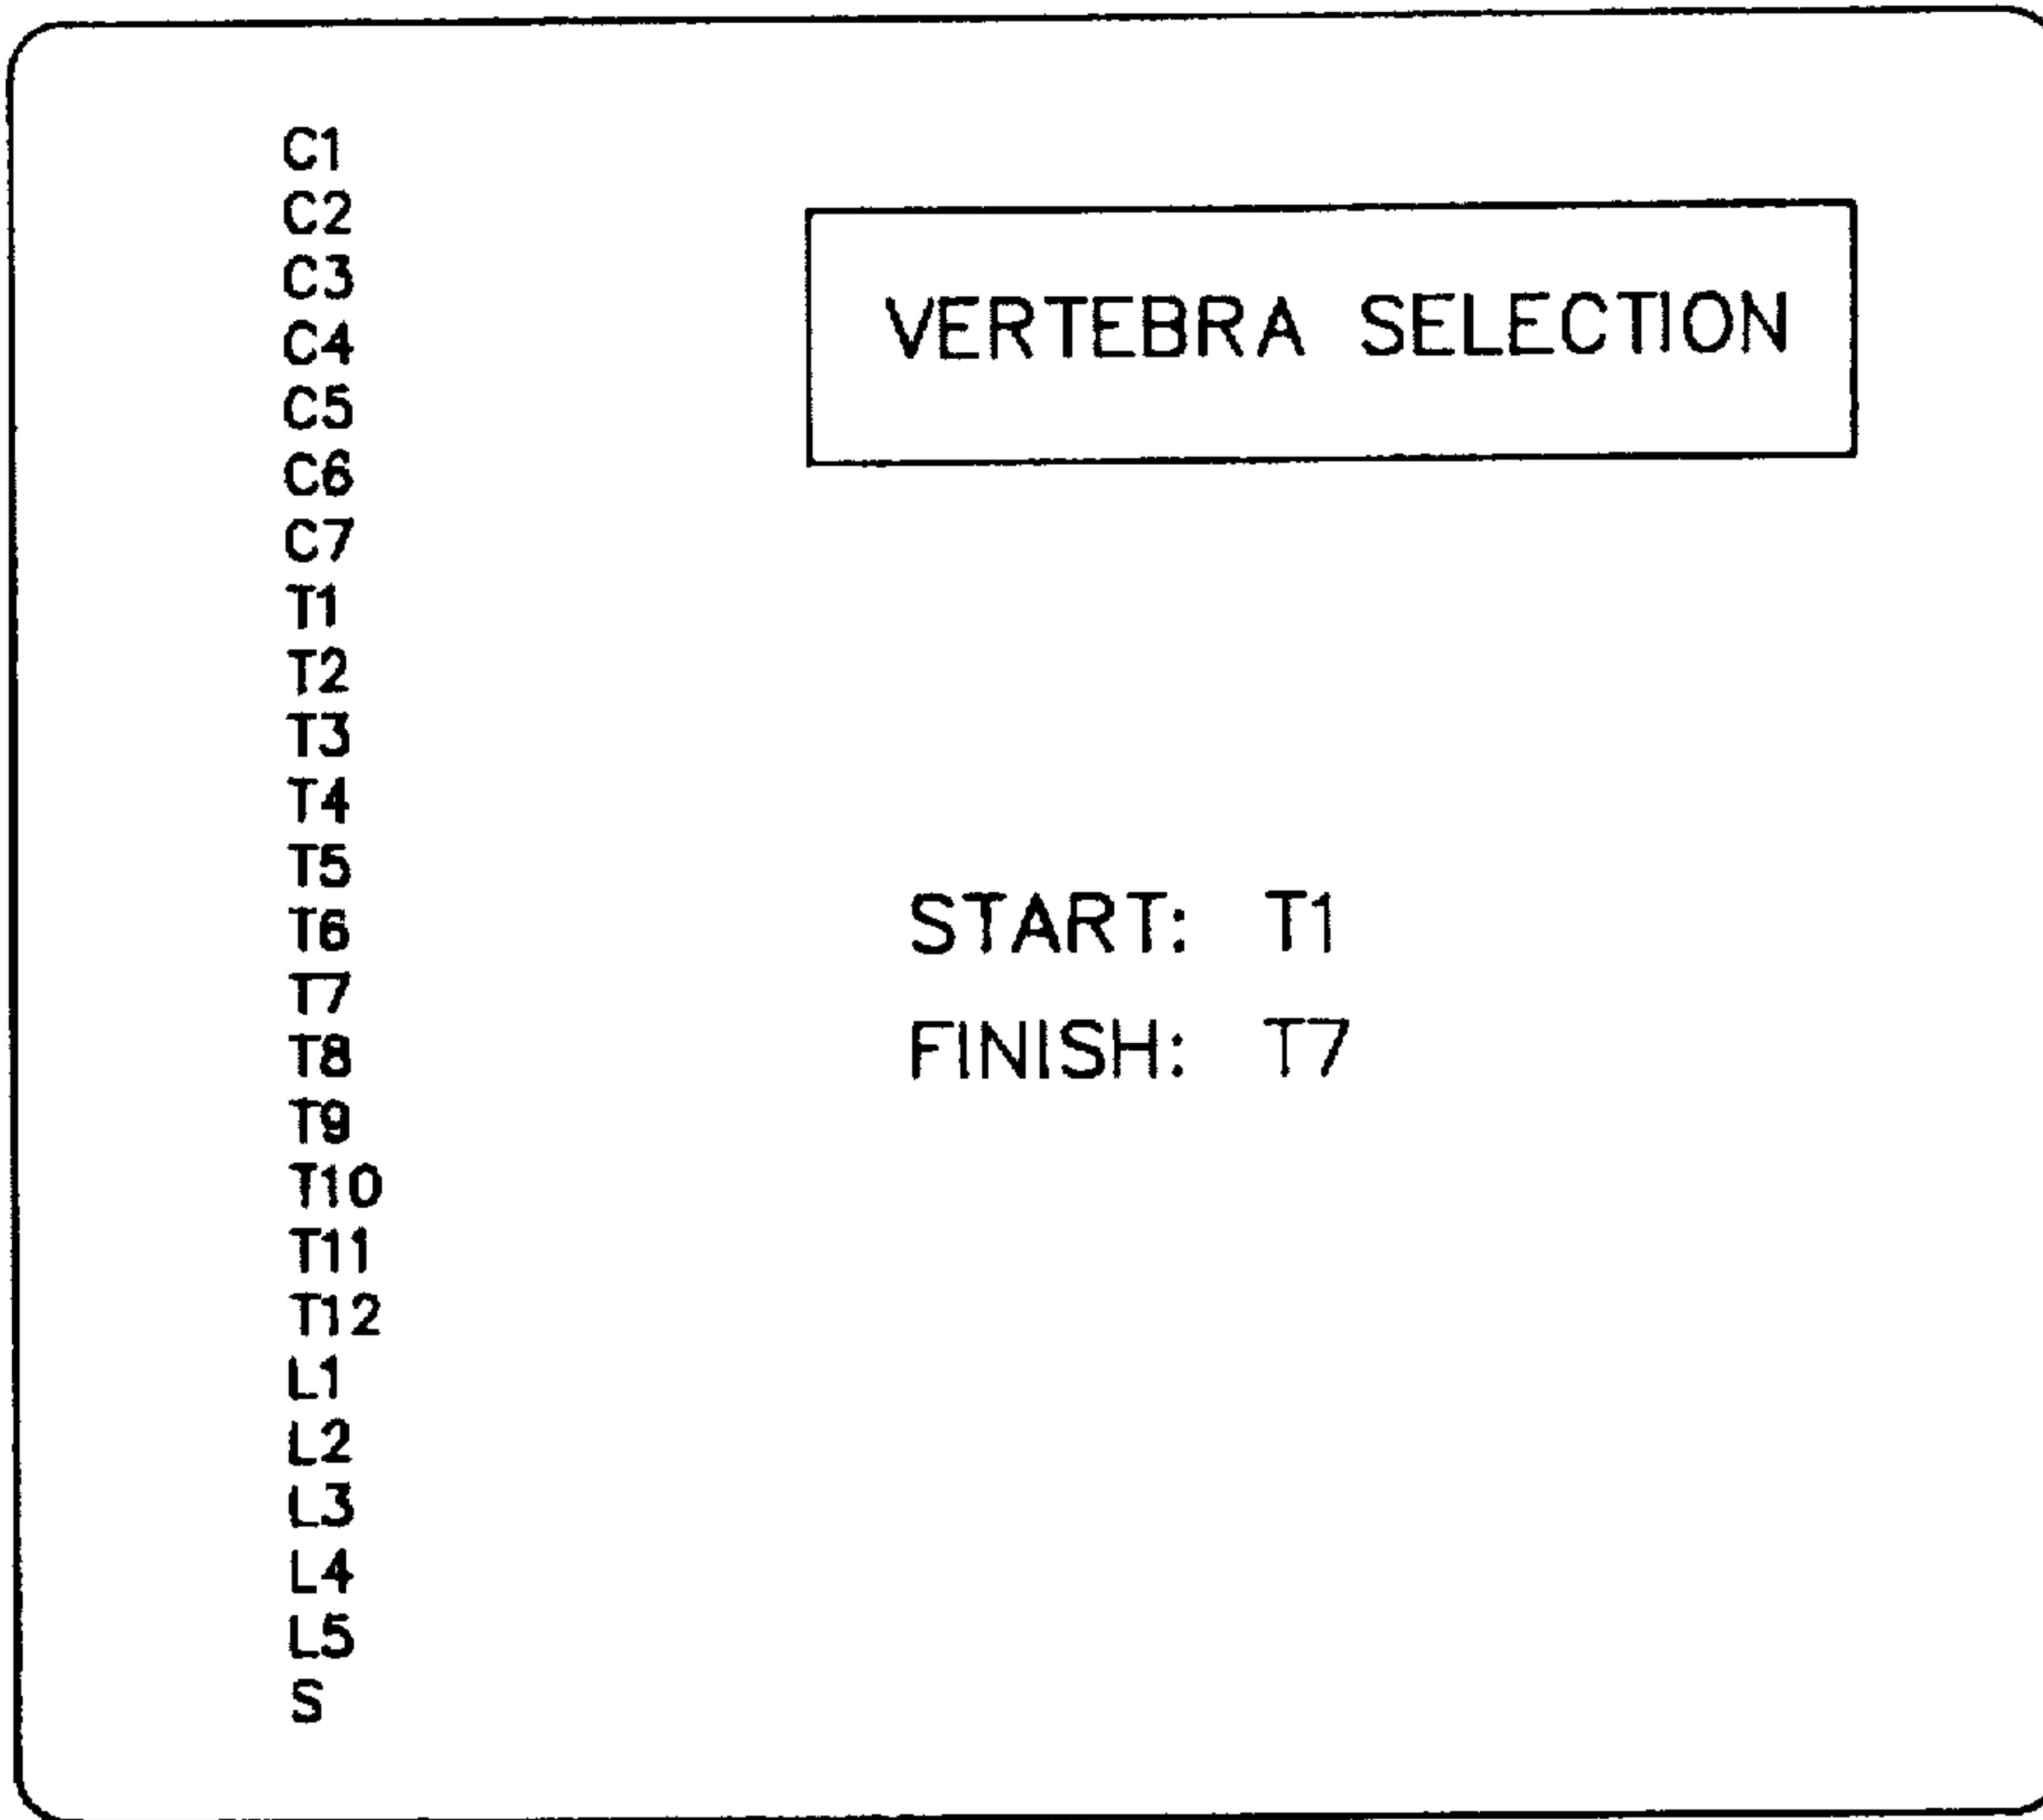 C1
C2
C3
C4
C5
C6
C7
T1
T2
T3
T4
T5
T6
T7
T8
T9
T10
T11
T12
L1
L2
L3
L4
L5
S
VERTEBRA SELECTION
START: T1
FINISH: T7